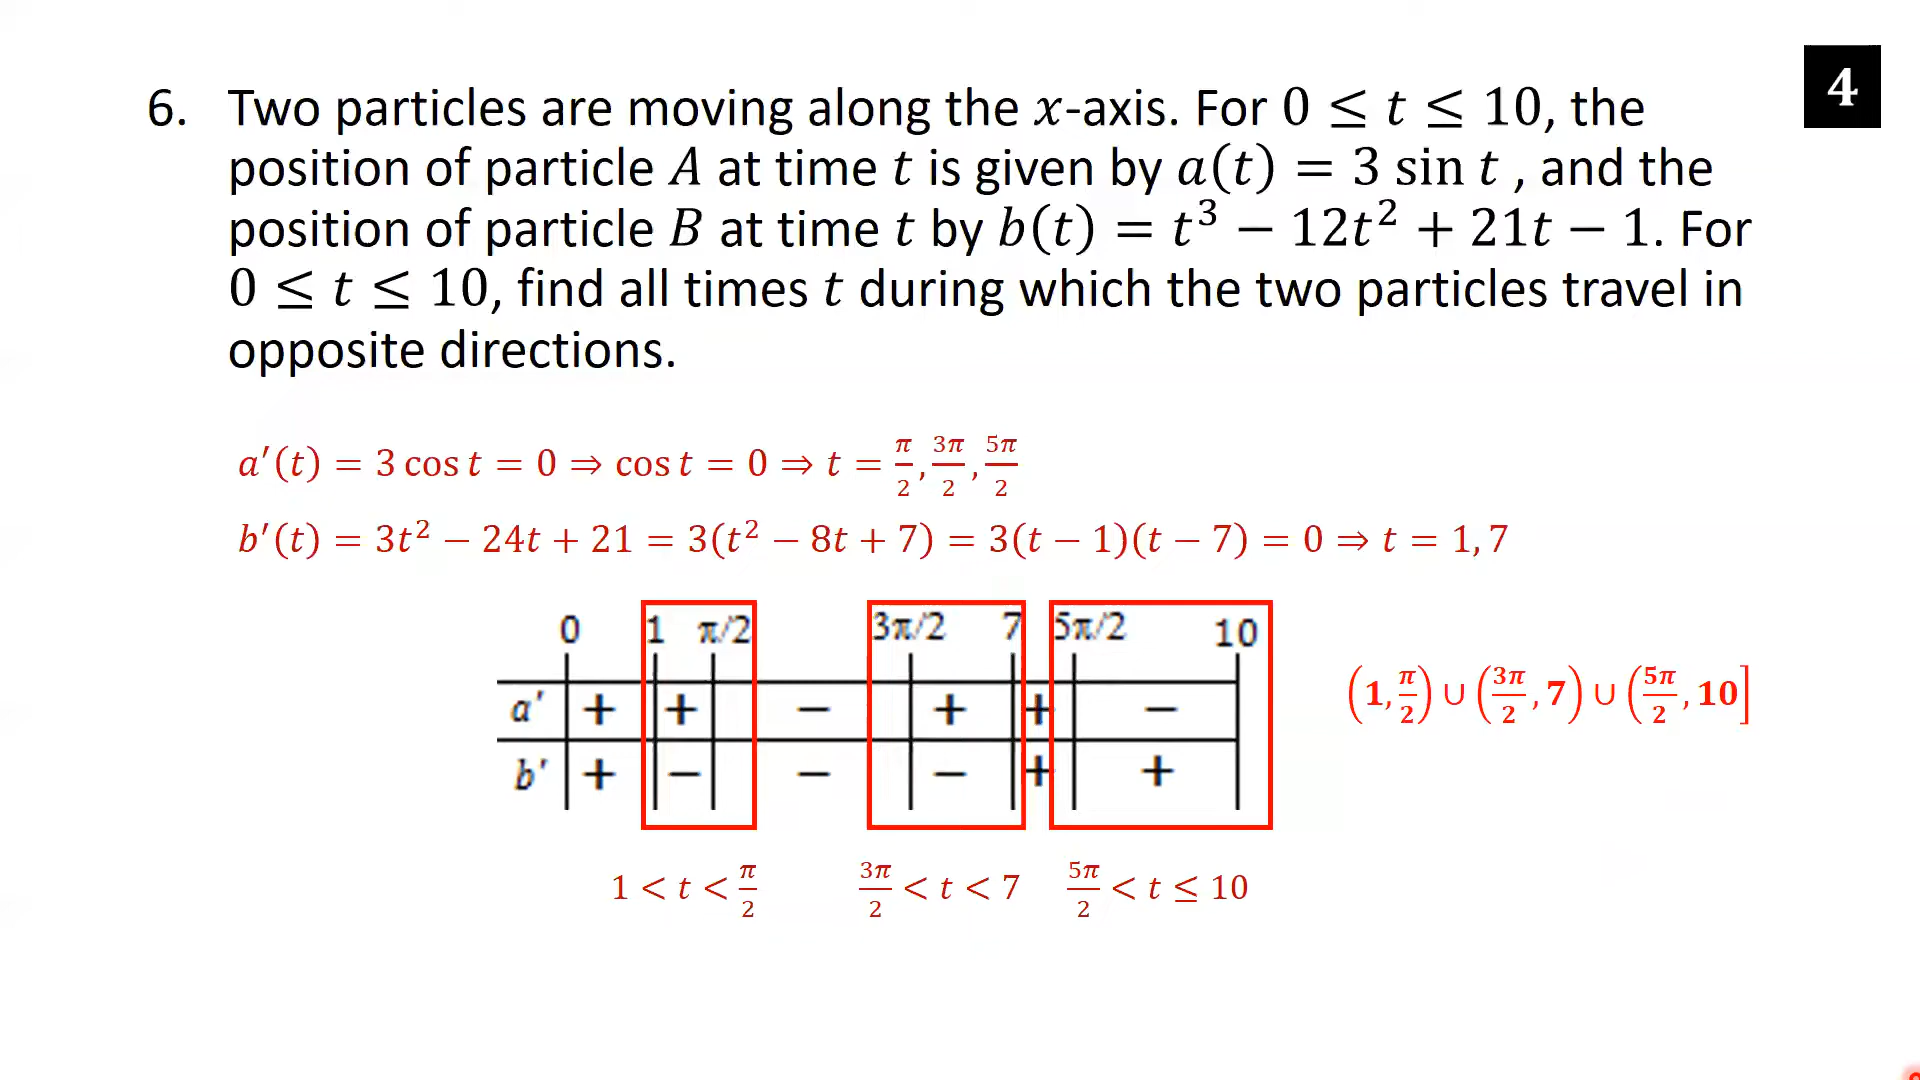 4
6. Two particles are moving along the x-axis. For 0 ≤ t ≤ 10, the
position of particle A at time t is given by a(t) = 3 sin t , and the
position of particle B at time t by b(t) = t³ − 12t² + 21t − 1. For
0 ≤ t ≤ 10, find all times t during which the two particles travel in
opposite directions.
a′(t) = 3 cos t = 0 ⇒ cos t = 0 ⇒ t = π/2, 3π/2, 5π/2
b′(t) = 3t² − 24t + 21 = 3(t² − 8t + 7) = 3(t − 1)(t − 7) = 0 ⇒ t = 1, 7
0 1 π/2 3π/2 7 5π/2 10
a′ + + − + + −
b′ + − − − + +
(1, π/2) ∪ (3π/2, 7) ∪ (5π/2, 10]
1 < t < π/2 3π/2 < t < 7 5π/2 < t ≤ 10